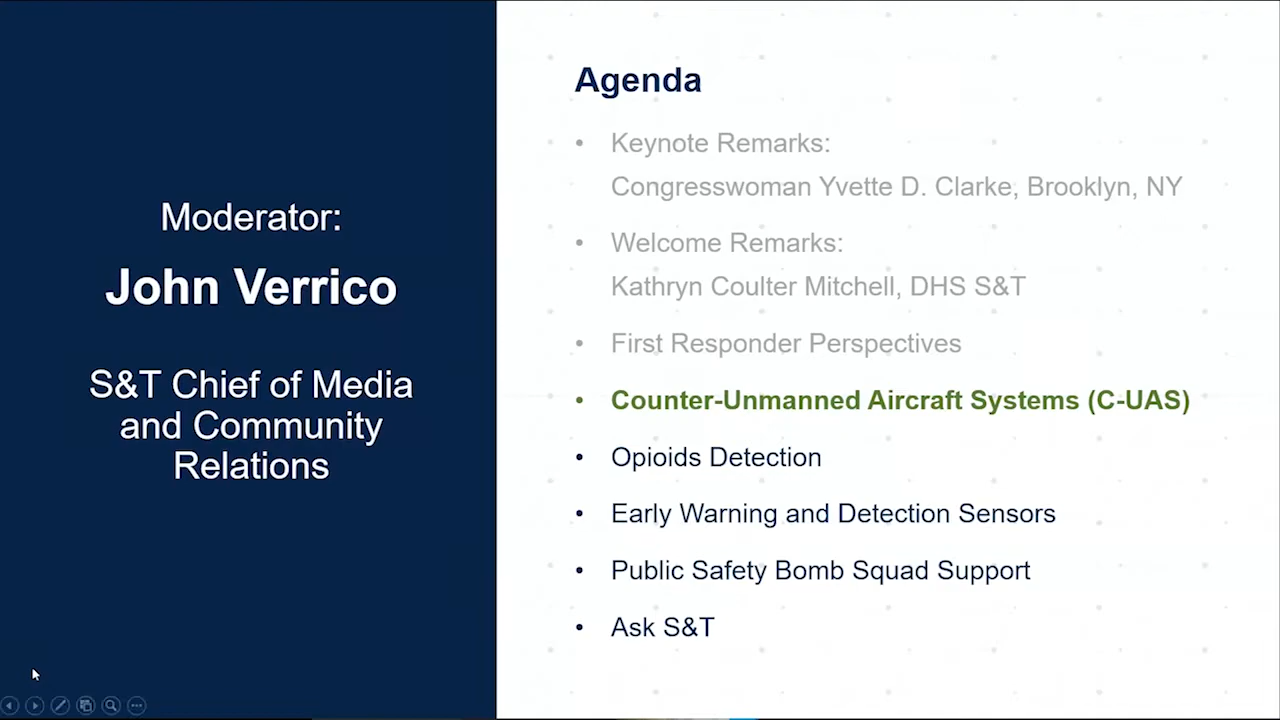 Moderator:
John Verrico
S&T Chief of Media
and Community
Relations
Agenda
• Keynote Remarks:
Congresswoman Yvette D. Clarke, Brooklyn, NY
• Welcome Remarks:
Kathryn Coulter Mitchell, DHS S&T
• First Responder Perspectives
• Counter-Unmanned Aircraft Systems (C-UAS)
• Opioids Detection
• Early Warning and Detection Sensors
• Public Safety Bomb Squad Support
• Ask S&T